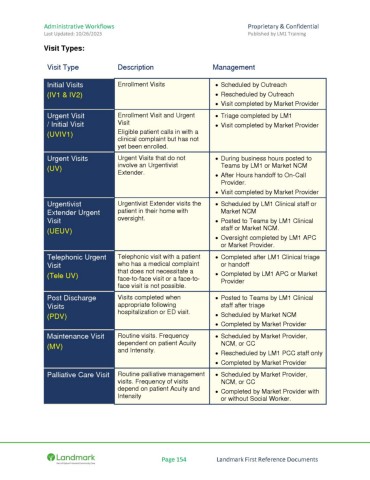 Administrative Workflows
Proprietary & Confidential
Last Updated: 10/26/2023
Published by LM1 Training
Visit Types:
Visit Type
Description
Management
Initial Visits
(IV1 & IV2)
Enrollment Visits
• Scheduled by Outreach
• Rescheduled by Outreach
• Visit completed by Market Provider
Urgent Visit
/ Initial Visit
(UVIV1)
Enrollment Visit and Urgent
Visit
Eligible patient calls in with a
clinical complaint but has not
yet been enrolled.
• Triage completed by LM1
• Visit completed by Market Provider
Urgent Visits
(UV)
Urgent Visits that do not
involve an Urgentivist
Extender
• During business hours posted to
Teams by LM1 or Market NCM
• After Hours handoff to On-Call
Provider.
• Visit completed by Market Provider
Urgentivist
Extender Urgent
Visit
(UEUV)
Urgentivist Extender visits the
patient in their home with
oversight.
• Scheduled by LM1 Clinical staff or
Market NCM
• Posted to Teams by LM1 Clinical
staff or Market NCM.
• Oversight completed by LM1 APC
or Market Provider.
Telephonic Urgent
Visit
(Tele UV)
Telephonic visit with a patient
who has a medical complaint
that does not necessitate a
face-to-face visit or a face-to-
face visit is not possible.
• Completed after LM1 Clinical triage
or handoff
• Completed by LM1 APC or Market
Provider
Post Discharge
Visits
(PDV)
Visits completed when
appropriate following
hospitalization or ED visit.
• Posted to Teams by LM1 Clinical
staff after triage
• Scheduled by Market NCM
• Completed by Market Provider
Maintenance Visit
(MV)
Routine visits. Frequency
dependent on patient Acuity
and Intensity.
• Scheduled by Market Provider,
NCM, or CC
• Rescheduled by LM1 PCC staff only
• Completed by Market Provider
Palliative Care Visit
Routine palliative management
visits. Frequency of visits
depend on patient Acuity and
Intensity
• Scheduled by Market Provider,
NCM, or CC
• Completed by Market Provider with
or without Social Worker.
Landmark
Page 154
Landmark First Reference Documents